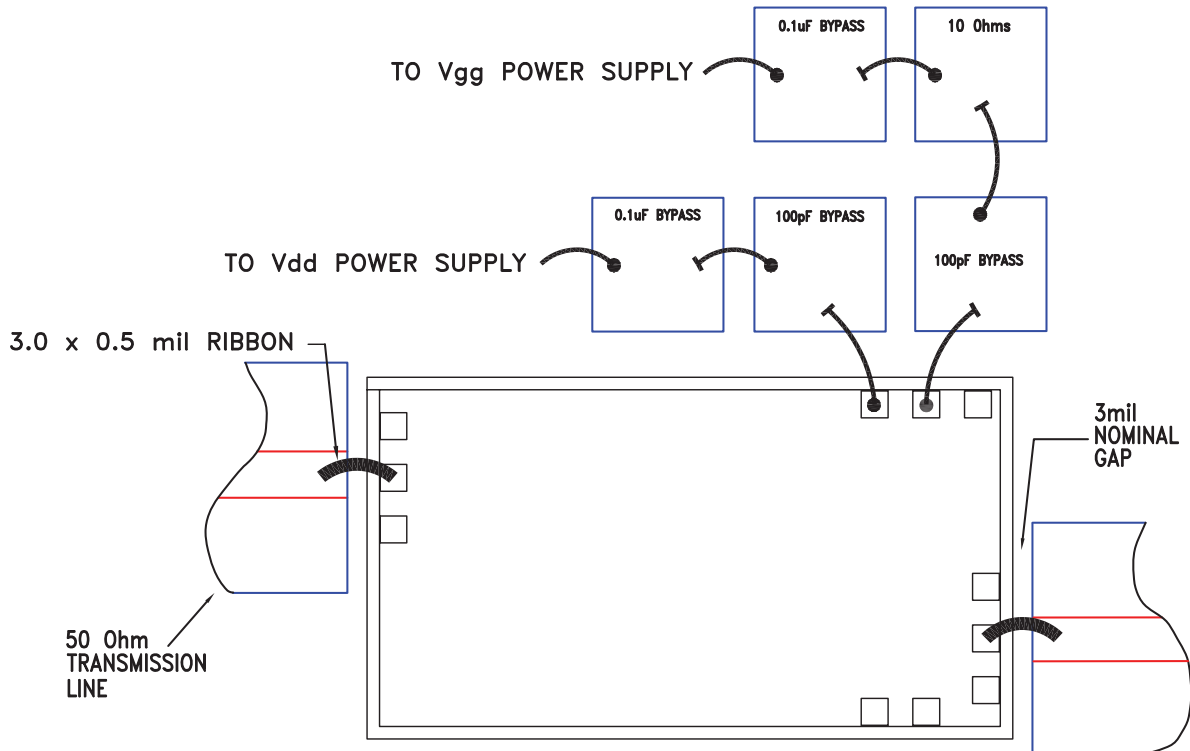 0.1uF BYPASS
10 Ohms
TO Vgg POWER SUPPLY
0.1uF BYPASS
100pF BYPASS
100pF BYPASS
TO Vdd POWER SUPPLY
3.0 x 0.5 mil RIBBON
3mil
NOMINAL
GAP
50 Ohm
TRANSMISSION
LINE